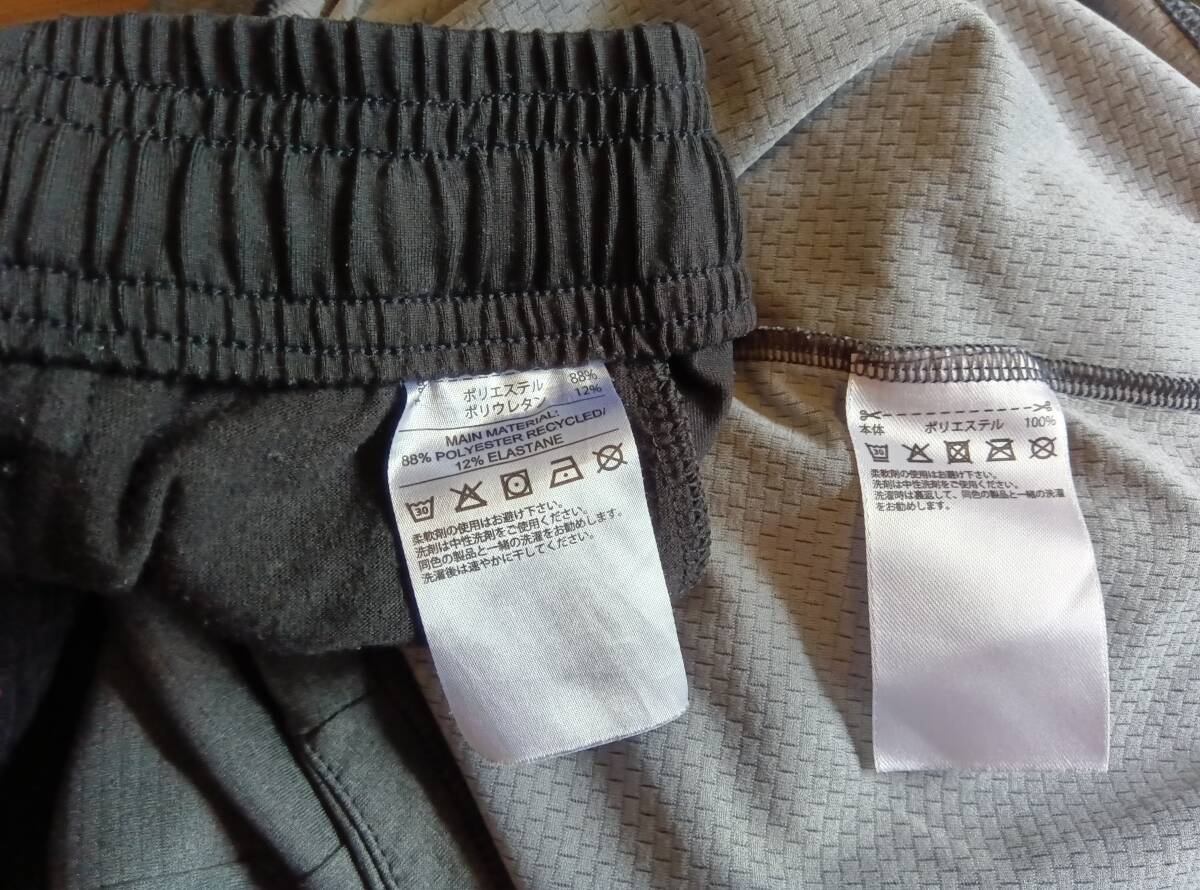 ポリエステル 88%
ポリウレタン 12%
MAIN MATERIAL:
88% POLYESTER RECYCLED/
12% ELASTANE
30
柔軟剤の使用はお避け下さい。
洗剤は中性洗剤をご使用ください。
同色の製品と一緒の洗濯をお勧めします。
洗濯後は速やかに干してください。
本体 ポリエステル 100%
30
柔軟剤の使用はお避け下さい。
洗剤は中性洗剤をご使用ください。
洗濯時は裏返して、同色の製品と一緒の洗濯
をお勧めします。